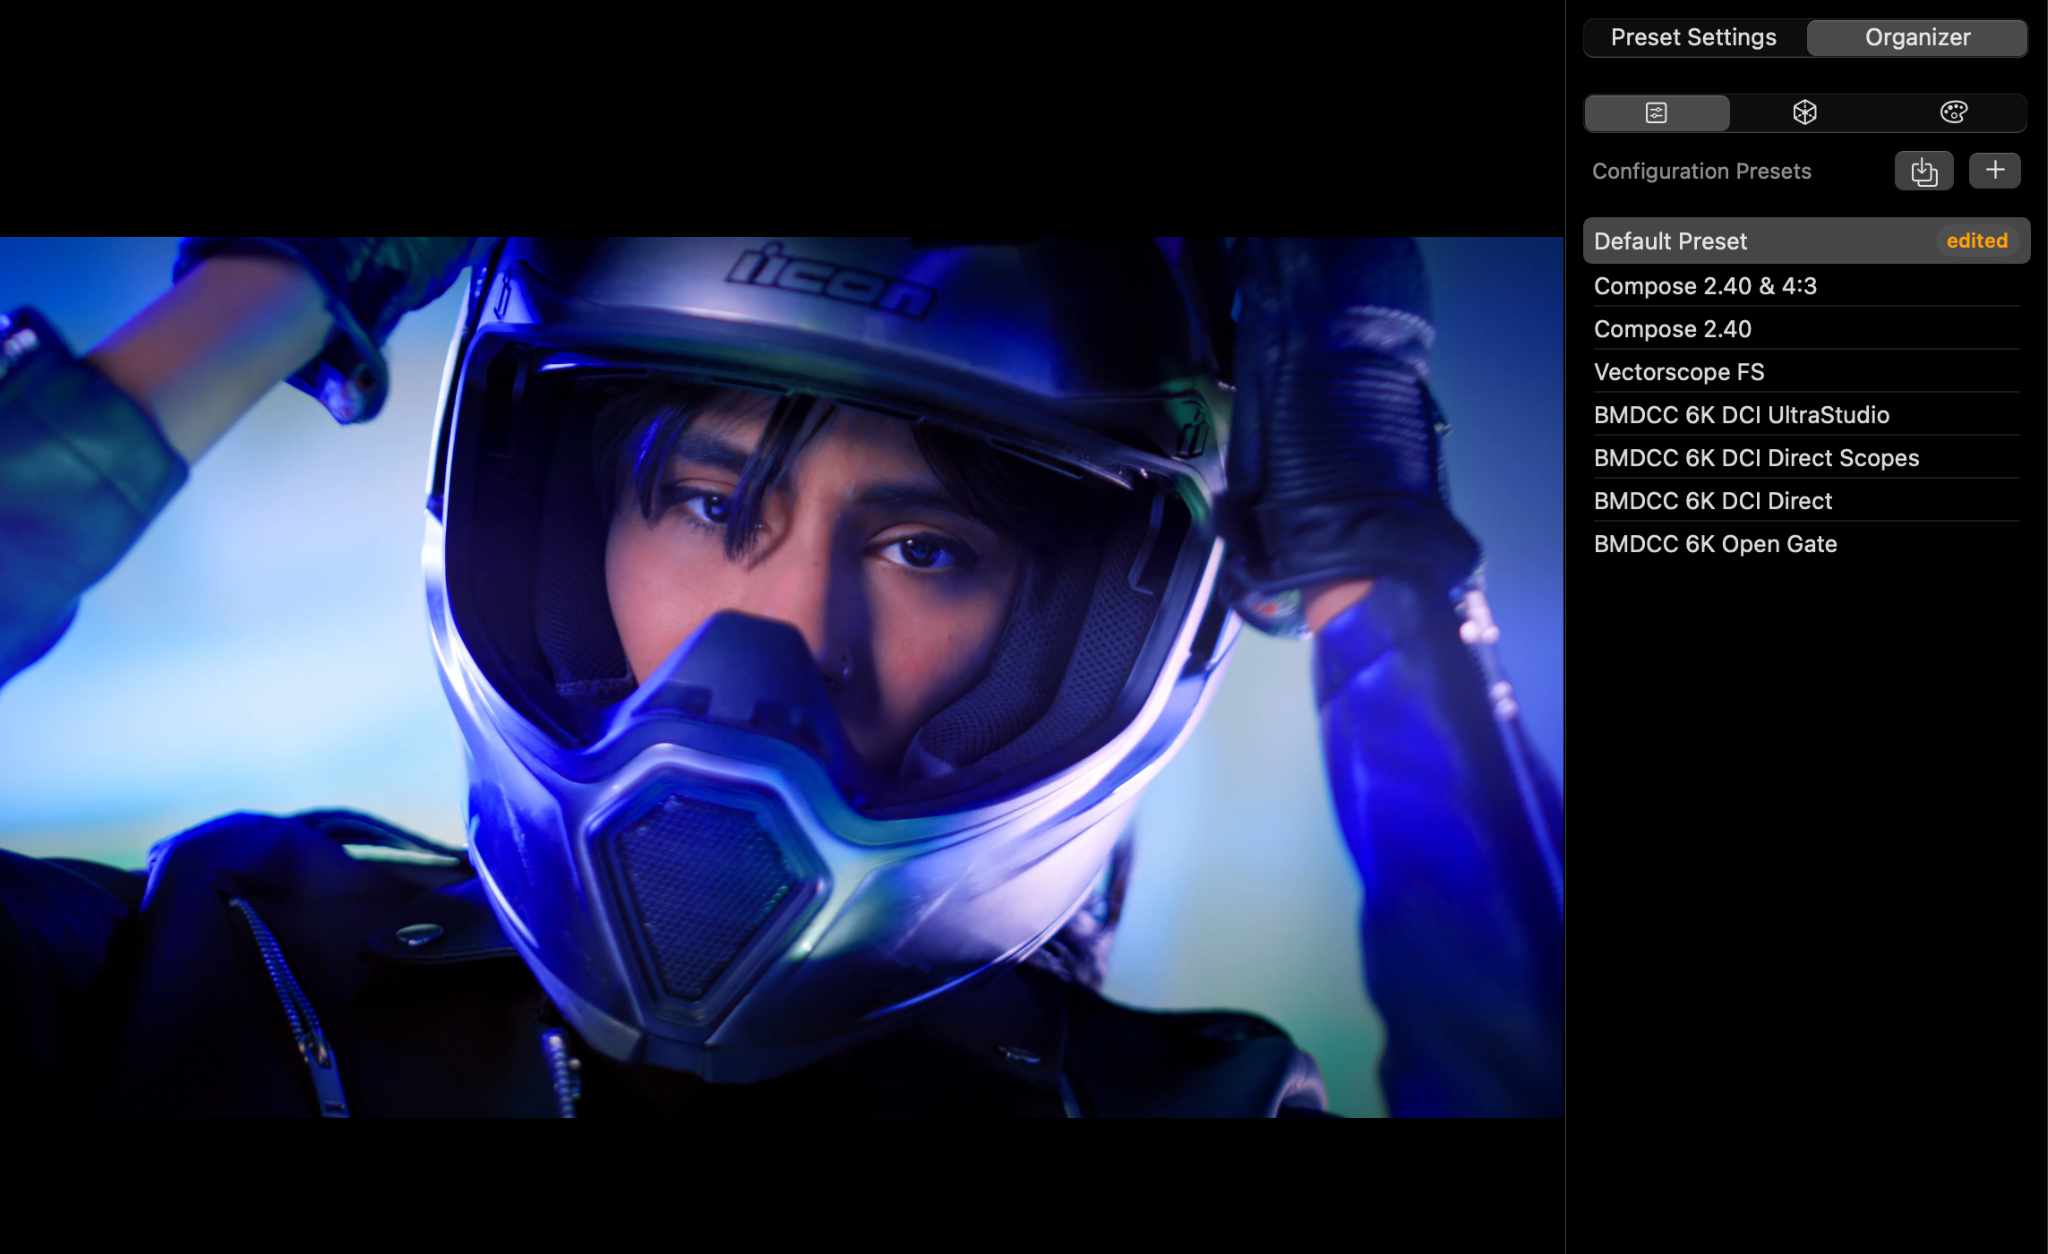 Preset Settings
Organizer
Configuration Presets
Default Preset
edited
Compose 2.40 & 4:3
Compose 2.40
Vectorscope FS
BMDCC 6K DCI UltraStudio
BMDCC 6K DCI Direct Scopes
BMDCC 6K DCI Direct
BMDCC 6K Open Gate
icon